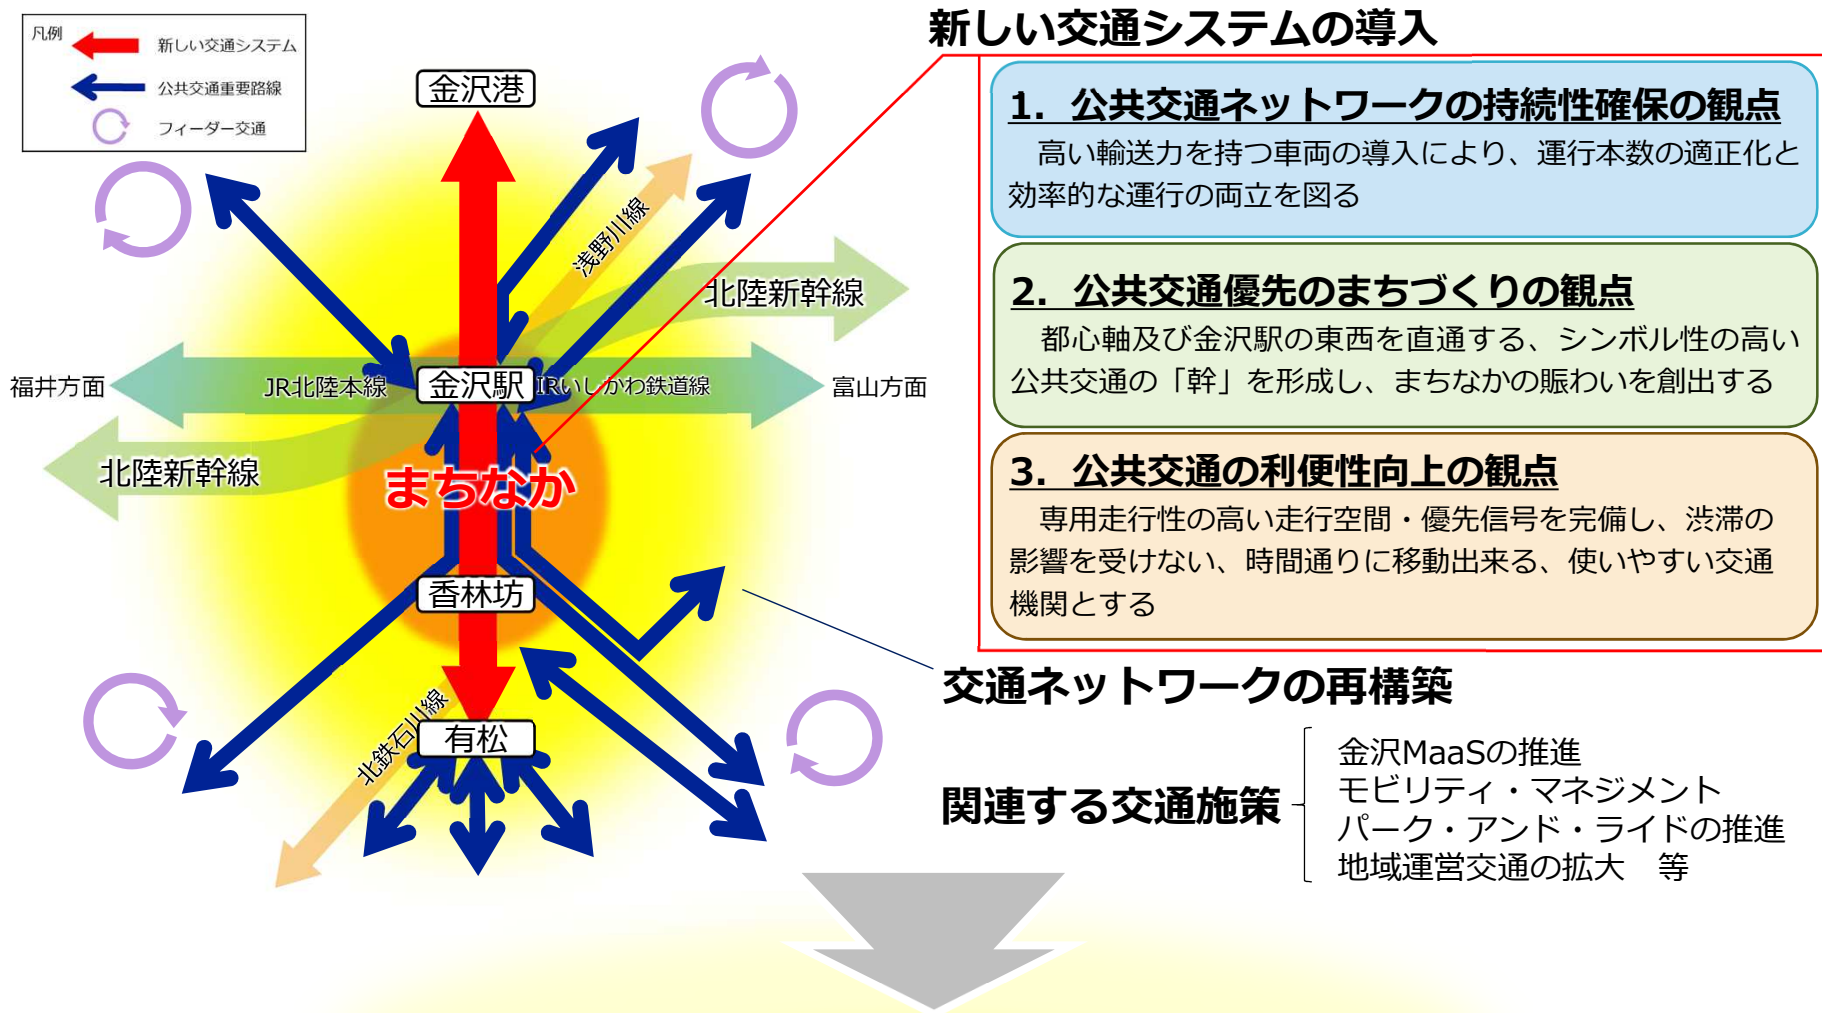 凡例
新しい交通システム
公共交通重要路線
フィーダー交通
金沢港
浅野川線
北陸新幹線
福井方面
JR北陸本線
金沢駅
IRいしかわ鉄道線
富山方面
北陸新幹線
まちなか
香林坊
北鉄石川線
有松
新しい交通システムの導入
1. 公共交通ネットワークの持続性確保の観点
高い輸送力を持つ車両の導入により、運行本数の適正化と
効率的な運行の両立を図る
2. 公共交通優先のまちづくりの観点
都心軸及び金沢駅の東西を直通する、シンボル性の高い
公共交通の「幹」を形成し、まちなかの賑わいを創出する
3. 公共交通の利便性向上の観点
専用走行性の高い走行空間・優先信号を完備し、渋滞の
影響を受けない、時間通りに移動出来る、使いやすい交通
機関とする
交通ネットワークの再構築
関連する交通施策
金沢MaaSの推進
モビリティ・マネジメント
パーク・アンド・ライドの推進
地域運営交通の拡大　等